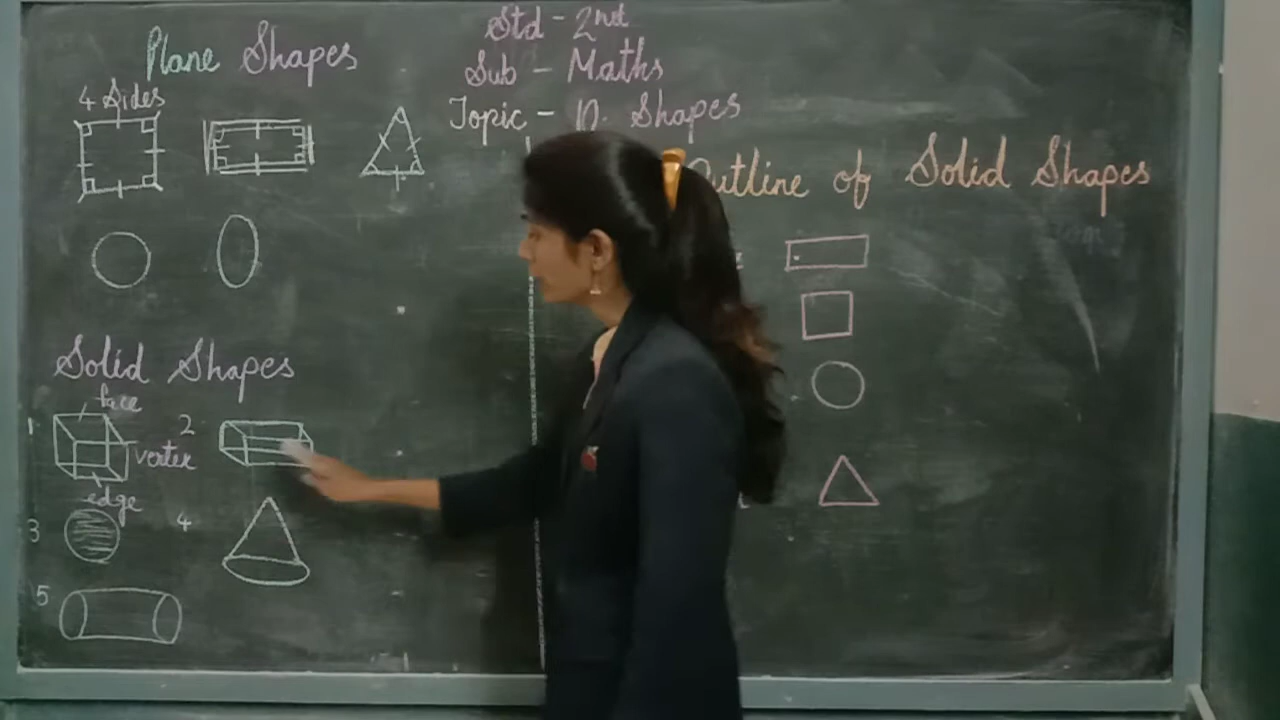 Std - 2nd
Sub - Maths
Topic - 10. Shapes
Plane Shapes
4 Sides
Solid Shapes
face
1
2
vertex
edge
3
4
5
Outline of Solid Shapes